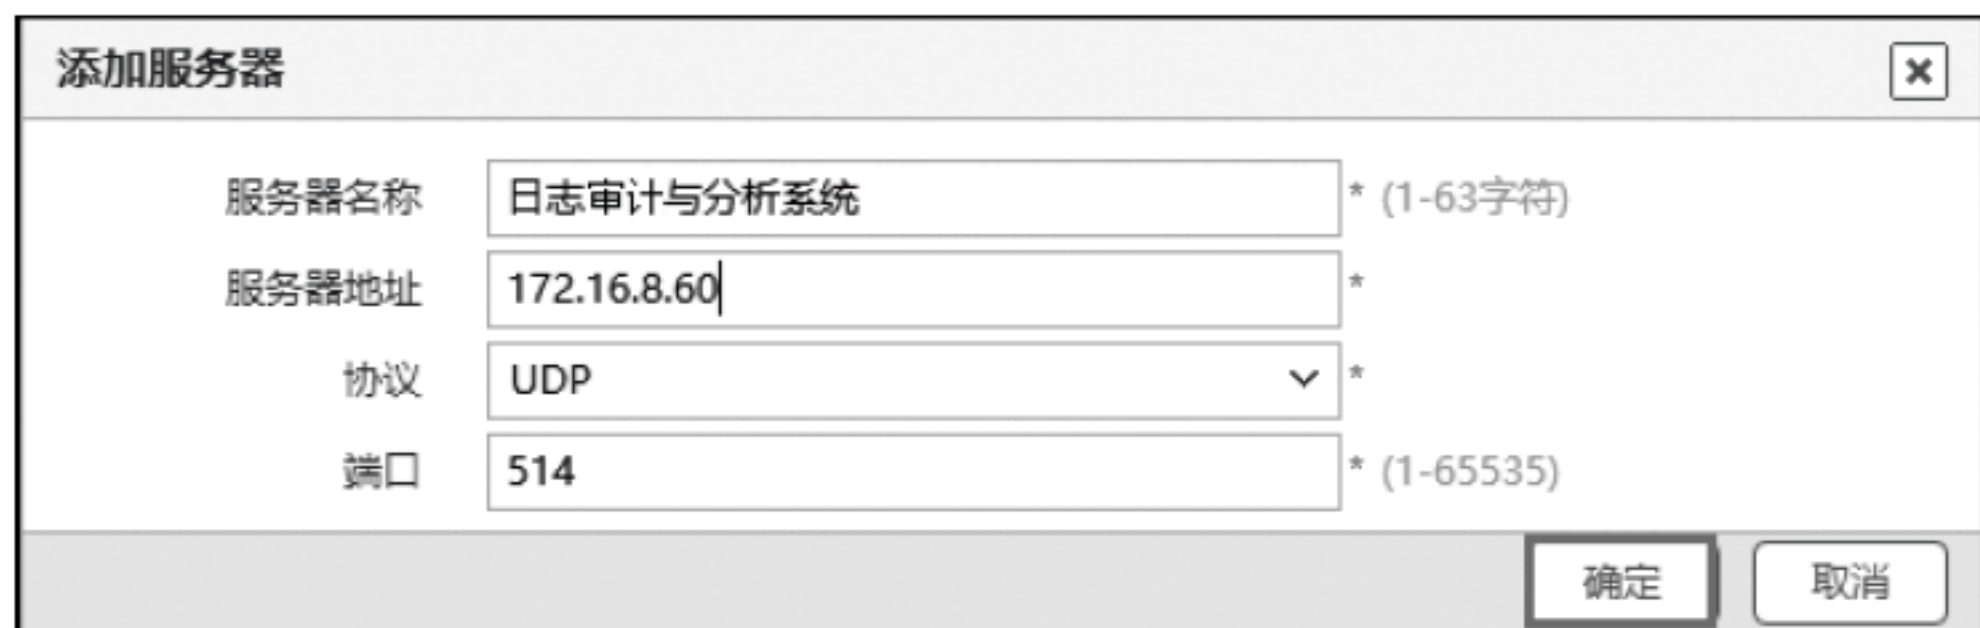 添加服务器
服务器名称 日志审计与分析系统 * (1-63字符)
服务器地址 172.16.8.60 *
协议 UDP *
端口 514 * (1-65535)
确定 取消